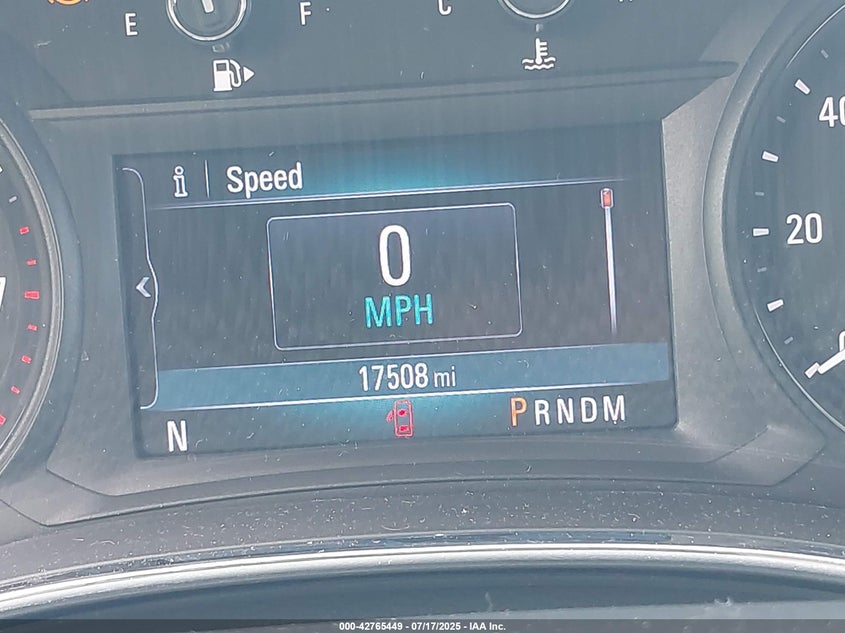 E F C
Speed
40
0
MPH
20
17508 mi
N
PRNDM
000-42765449 - 07/17/2025 - IAA Inc.